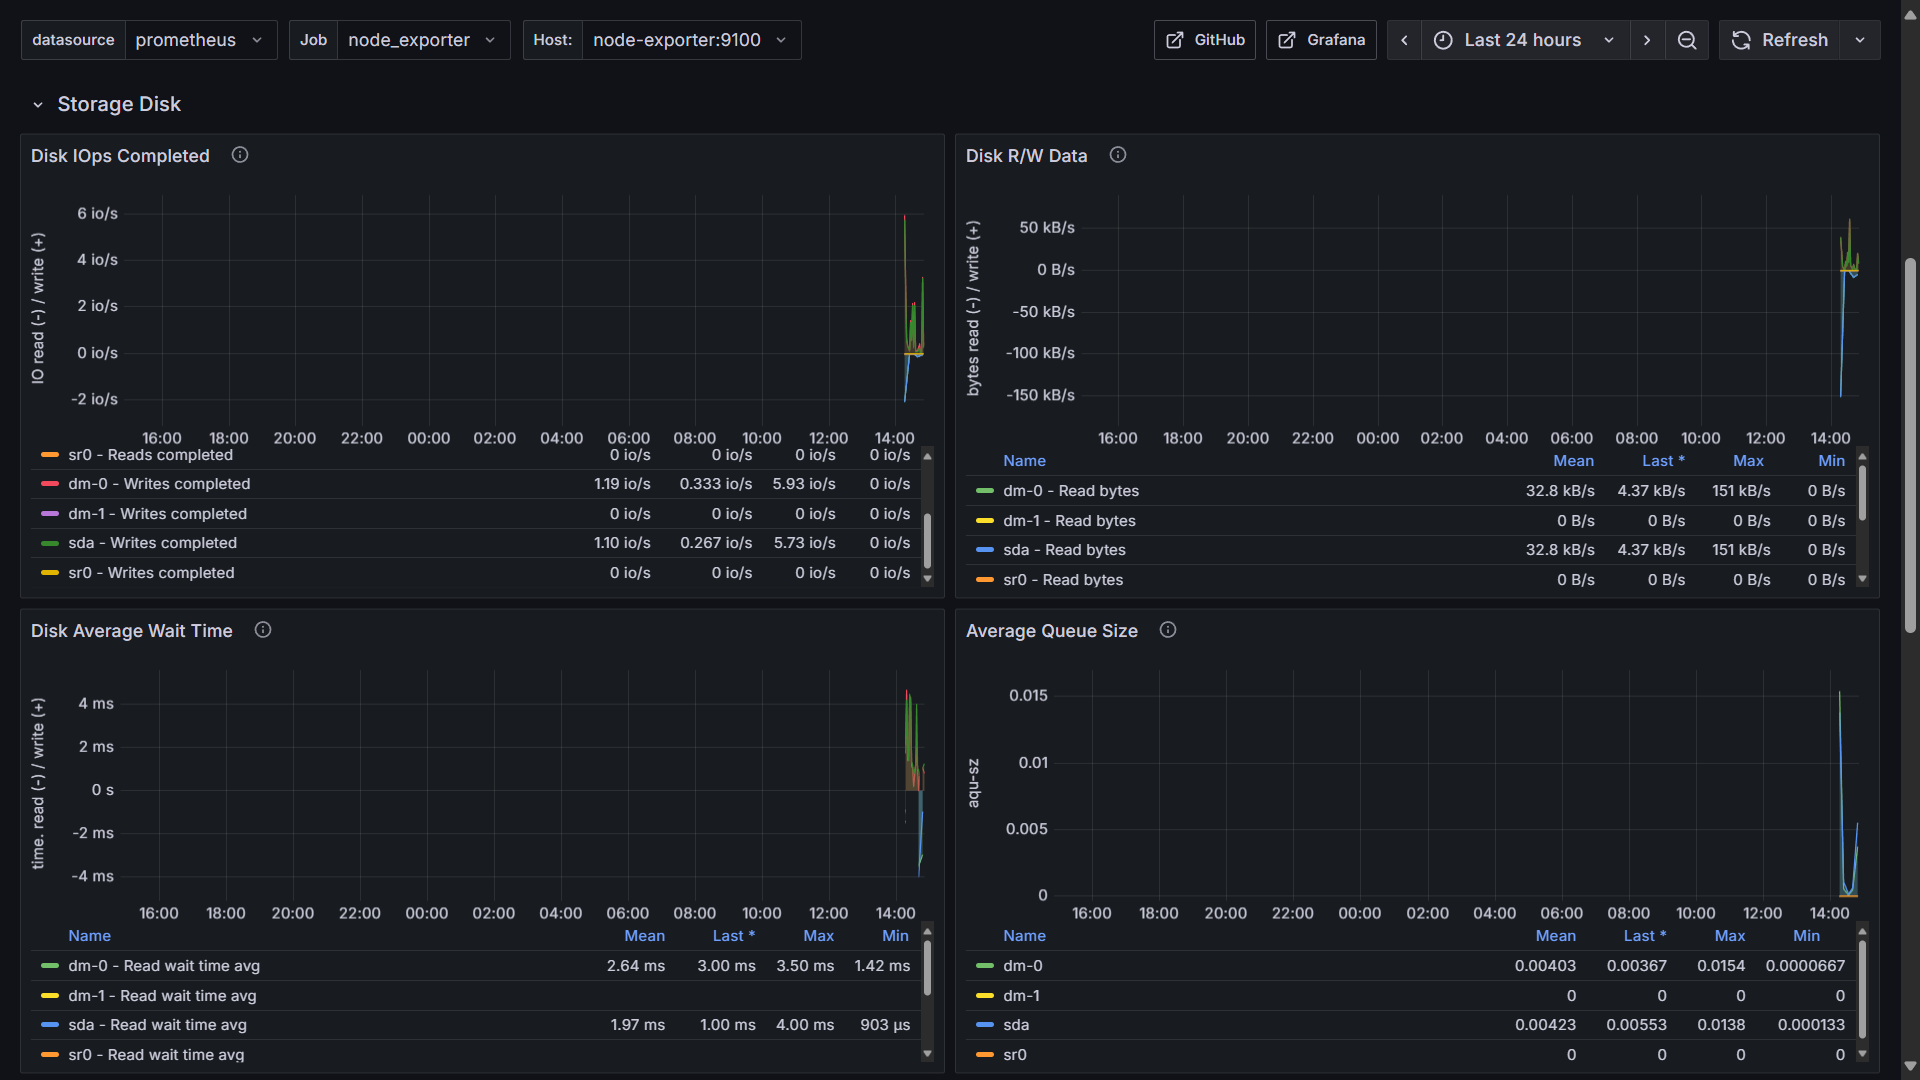 datasource prometheus Job node_exporter Host: node-exporter:9100 GitHub Grafana Last 24 hours Refresh
Storage Disk
Disk IOps Completed
IO read (-) / write (+)
6 io/s
4 io/s
2 io/s
0 io/s
-2 io/s
16:00 18:00 20:00 22:00 00:00 02:00 04:00 06:00 08:00 10:00 12:00 14:00
sr0 - Reads completed 0 io/s 0 io/s 0 io/s 0 io/s
dm-0 - Writes completed 1.19 io/s 0.333 io/s 5.93 io/s 0 io/s
dm-1 - Writes completed 0 io/s 0 io/s 0 io/s 0 io/s
sda - Writes completed 1.10 io/s 0.267 io/s 5.73 io/s 0 io/s
sr0 - Writes completed 0 io/s 0 io/s 0 io/s 0 io/s
Disk R/W Data
bytes read (-) / write (+)
50 kB/s
0 B/s
-50 kB/s
-100 kB/s
-150 kB/s
16:00 18:00 20:00 22:00 00:00 02:00 04:00 06:00 08:00 10:00 12:00 14:00
Name Mean Last * Max Min
dm-0 - Read bytes 32.8 kB/s 4.37 kB/s 151 kB/s 0 B/s
dm-1 - Read bytes 0 B/s 0 B/s 0 B/s 0 B/s
sda - Read bytes 32.8 kB/s 4.37 kB/s 151 kB/s 0 B/s
sr0 - Read bytes 0 B/s 0 B/s 0 B/s 0 B/s
Disk Average Wait Time
time. read (-) / write (+)
4 ms
2 ms
0 s
-2 ms
-4 ms
16:00 18:00 20:00 22:00 00:00 02:00 04:00 06:00 08:00 10:00 12:00 14:00
Name Mean Last * Max Min
dm-0 - Read wait time avg 2.64 ms 3.00 ms 3.50 ms 1.42 ms
dm-1 - Read wait time avg
sda - Read wait time avg 1.97 ms 1.00 ms 4.00 ms 903 µs
sr0 - Read wait time avg
Average Queue Size
aqu-sz
0.015
0.01
0.005
0
16:00 18:00 20:00 22:00 00:00 02:00 04:00 06:00 08:00 10:00 12:00 14:00
Name Mean Last * Max Min
dm-0 0.00403 0.00367 0.0154 0.0000667
dm-1 0 0 0 0
sda 0.00423 0.00553 0.0138 0.000133
sr0 0 0 0 0